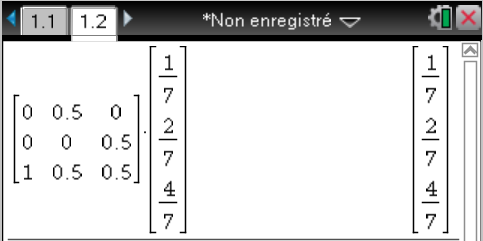 1.1 1.2 *Non enregistré
[0 0.5 0; 0 0 0.5; 1 0.5 0.5]·[1/7; 2/7; 4/7] [1/7; 2/7; 4/7]